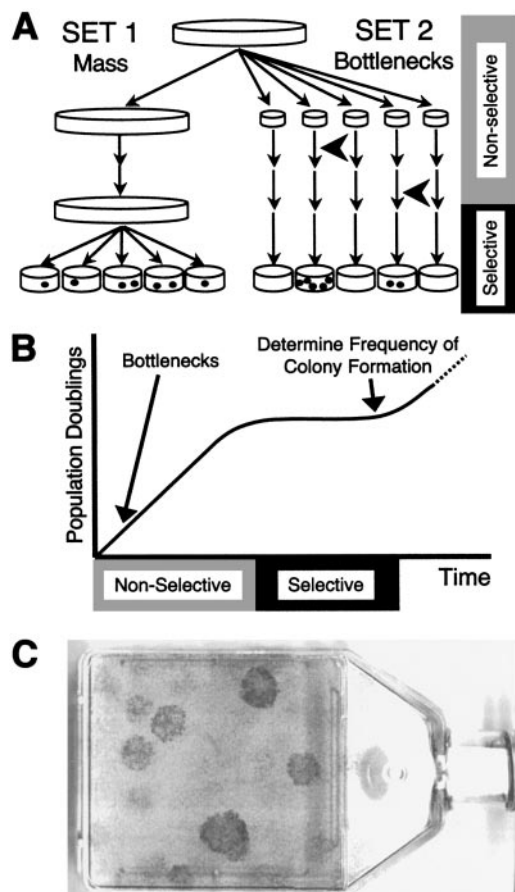 A
SET 1
Mass
SET 2
Bottlenecks
Non-selective
Selective
B
Population Doublings
Bottlenecks
Determine Frequency of
Colony Formation
Non-Selective
Selective
Time
C